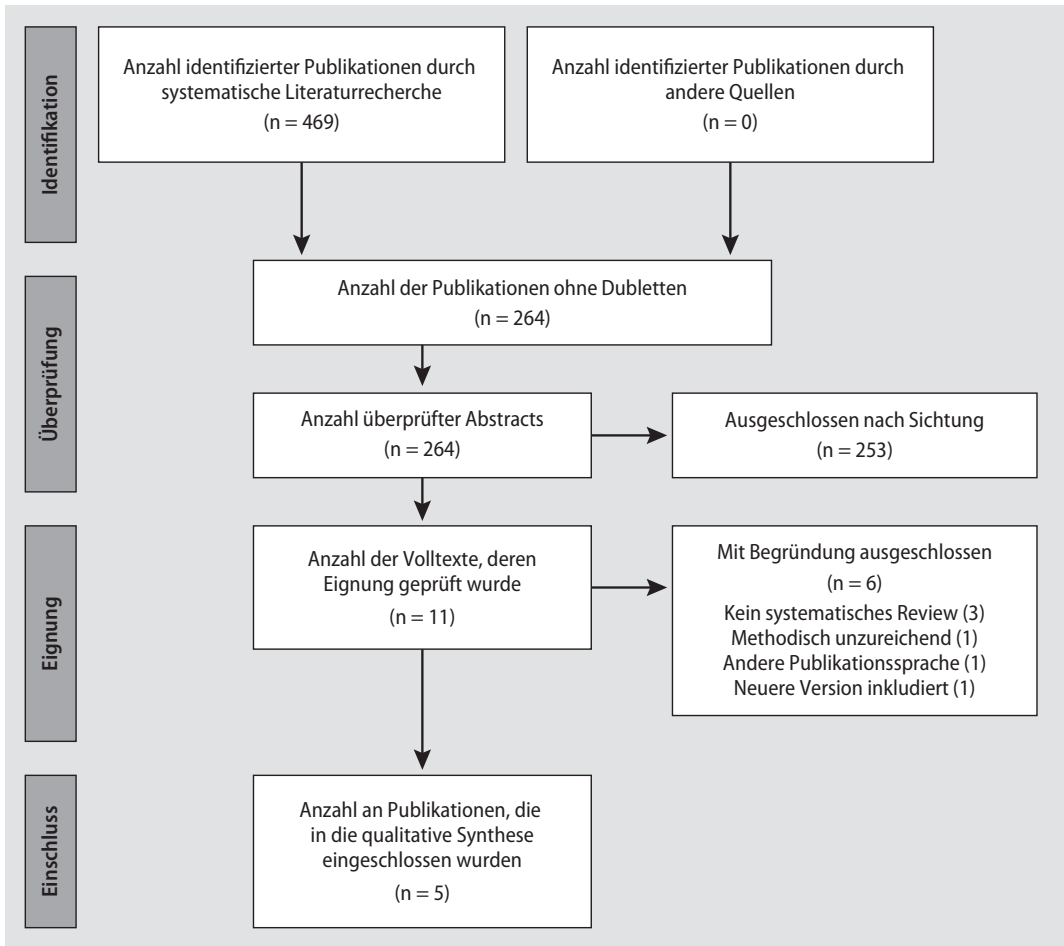 Identifikation
Anzahl identifizierter Publikationen durch
systematische Literaturrecherche
(n = 469)
Anzahl identifizierter Publikationen durch
andere Quellen
(n = 0)
Überprüfung
Anzahl der Publikationen ohne Dubletten
(n = 264)
Anzahl überprüfter Abstracts
(n = 264)
Ausgeschlossen nach Sichtung
(n = 253)
Eignung
Anzahl der Volltexte, deren
Eignung geprüft wurde
(n = 11)
Mit Begründung ausgeschlossen
(n = 6)
Kein systematisches Review (3)
Methodisch unzureichend (1)
Andere Publikationssprache (1)
Neuere Version inkludiert (1)
Einschluss
Anzahl an Publikationen, die
in die qualitative Synthese
eingeschlossen wurden
(n = 5)